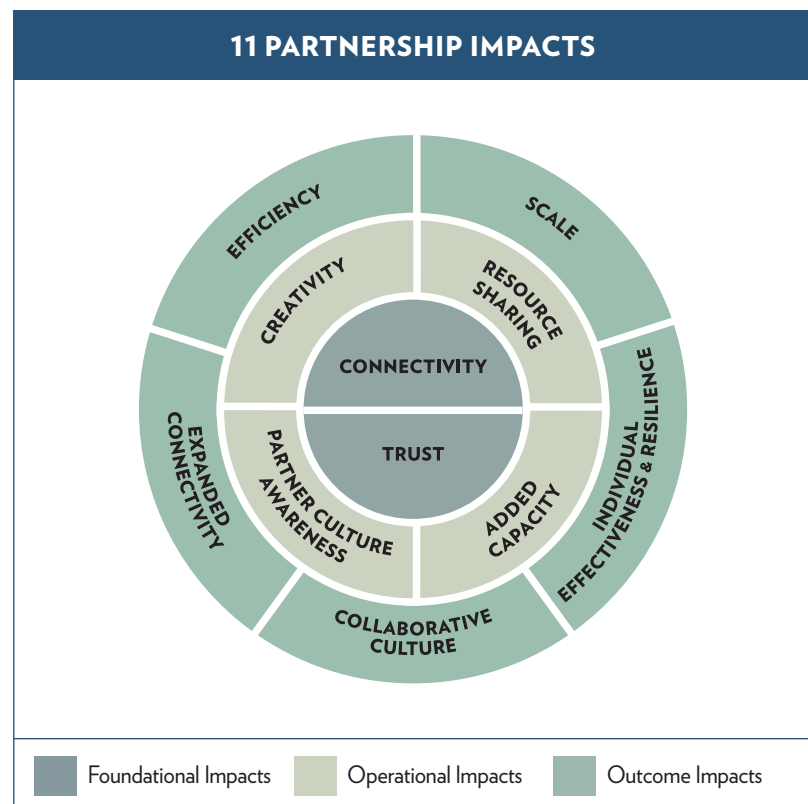 11 PARTNERSHIP IMPACTS
EFFICIENCY
SCALE
CREATIVITY
RESOURCE
SHARING
CONNECTIVITY
TRUST
EXPANDED
CONNECTIVITY
PARTNER CULTURE
AWARENESS
ADDED
CAPACITY
INDIVIDUAL
EFFECTIVENESS & RESILIENCE
COLLABORATIVE
CULTURE
Foundational Impacts
Operational Impacts
Outcome Impacts